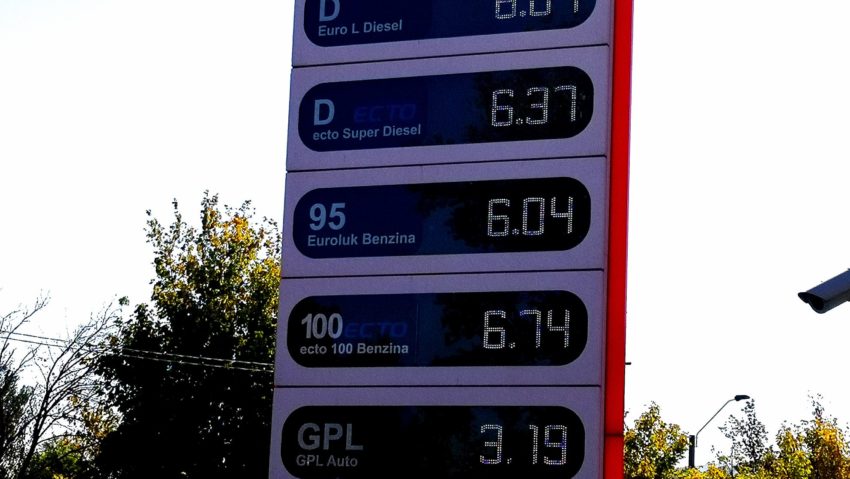 D
Euro L Diesel
D ECTO 6.37
ecto Super Diesel
95 6.04
Euroluk Benzina
100 ECTO 6.74
ecto 100 Benzina
GPL 3.19
GPL Auto